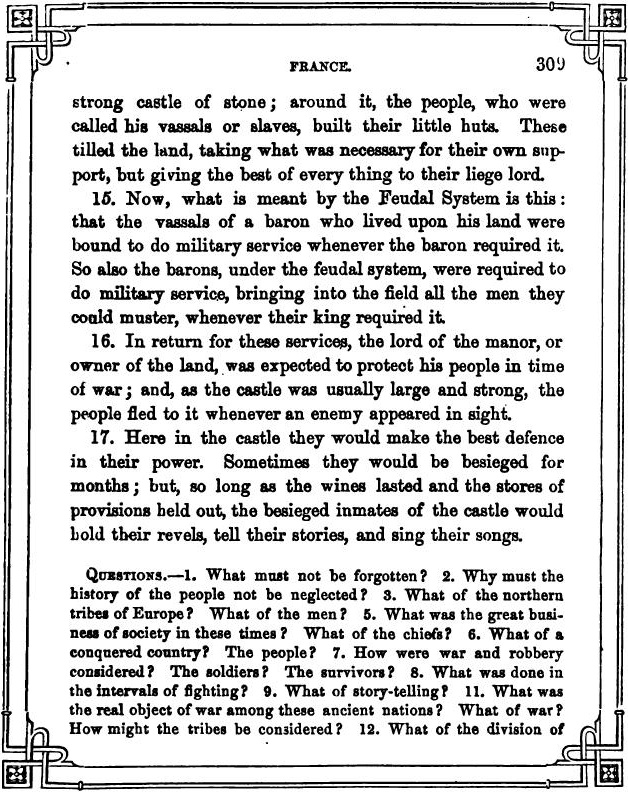 FRANCE. 309
strong castle of stone; around it, the people, who were
called his vassals or slaves, built their little huts. These
tilled the land, taking what was necessary for their own sup-
port, but giving the best of every thing to their liege lord.
15. Now, what is meant by the Feudal System is this:
that the vassals of a baron who lived upon his land were
bound to do military service whenever the baron required it.
So also the barons, under the feudal system, were required to
do military service, bringing into the field all the men they
could muster, whenever their king required it.
16. In return for these services, the lord of the manor, or
owner of the land, was expected to protect his people in time
of war; and, as the castle was usually large and strong, the
people fled to it whenever an enemy appeared in sight.
17. Here in the castle they would make the best defence
in their power. Sometimes they would be besieged for
months; but, so long as the wines lasted and the stores of
provisions held out, the besieged inmates of the castle would
hold their revels, tell their stories, and sing their songs.
QUESTIONS.—1. What must not be forgotten? 2. Why must the
history of the people not be neglected? 3. What of the northern
tribes of Europe? What of the men? 5. What was the great busi-
ness of society in these times? What of the chiefs? 6. What of a
conquered country? The people? 7. How were war and robbery
considered? The soldiers? The survivors? 8. What was done in
the intervals of fighting? 9. What of story-telling? 11. What was
the real object of war among these ancient nations? What of war?
How might the tribes be considered? 12. What of the division of